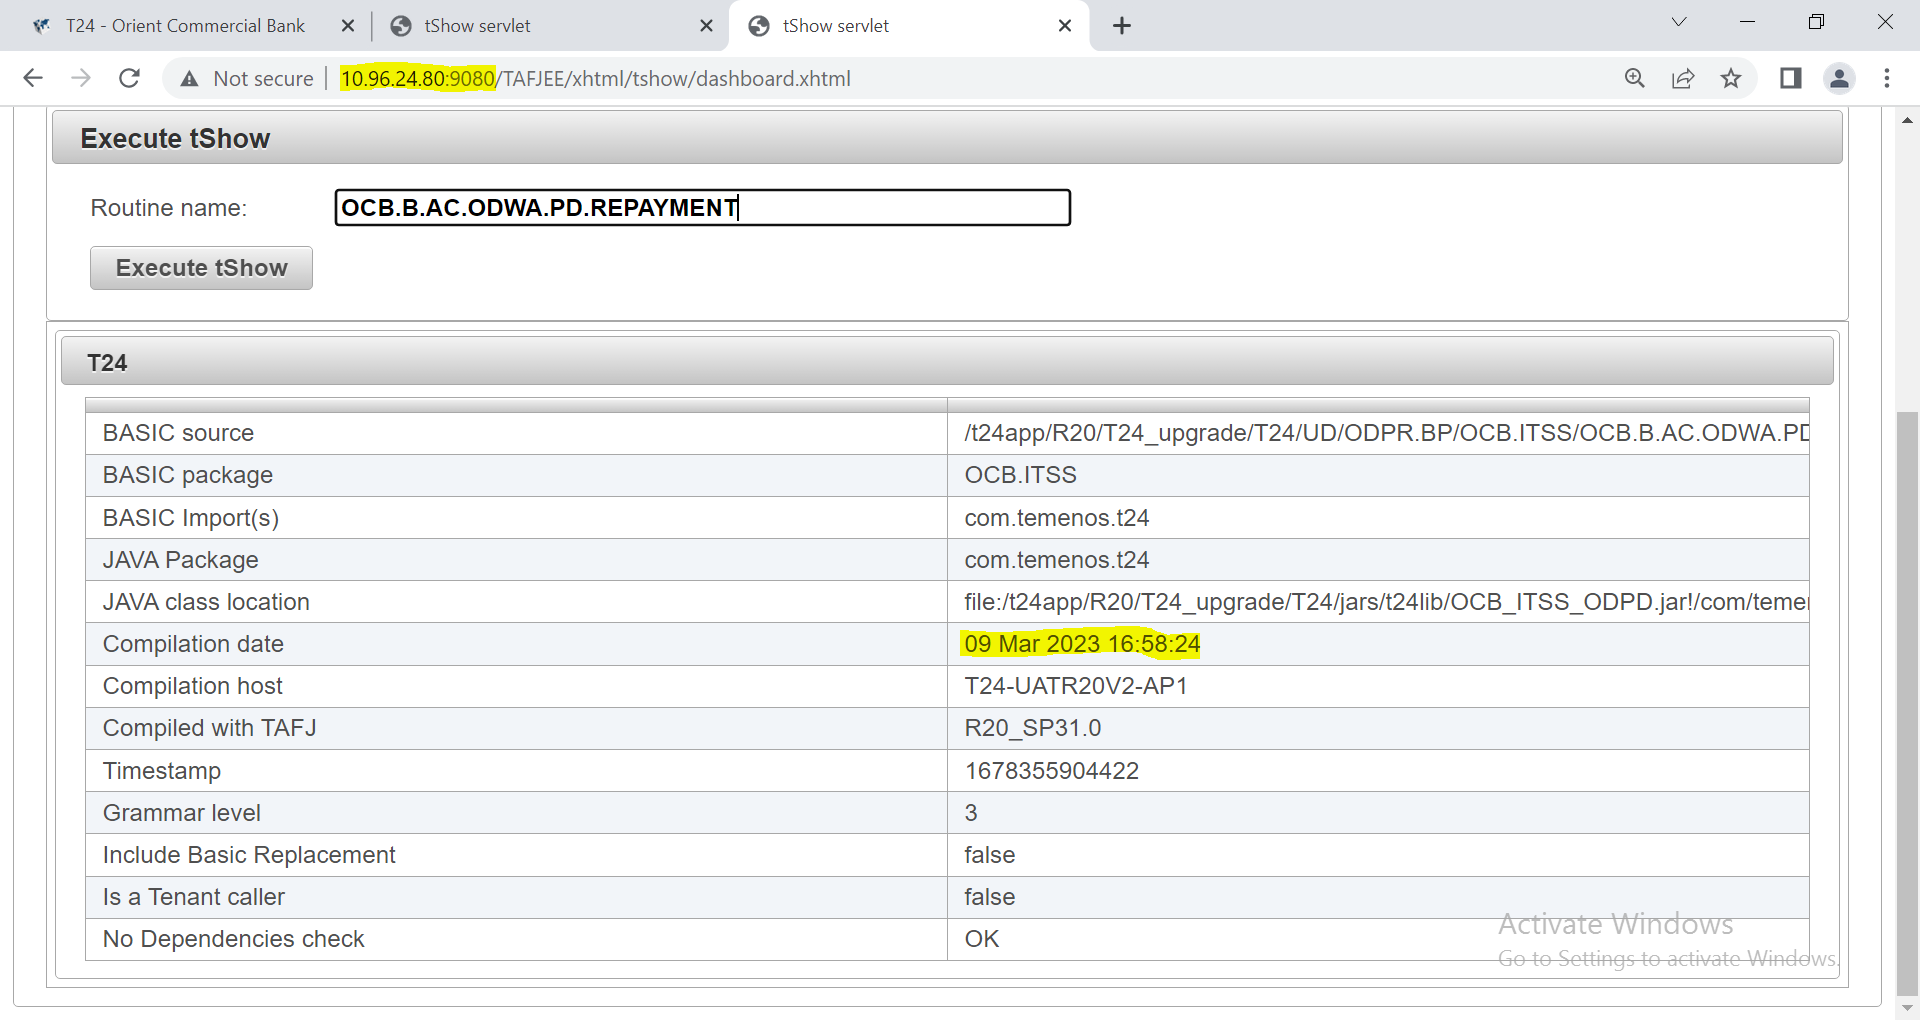 T24 - Orient Commercial Bank
tShow servlet
tShow servlet
Not secure
10.96.24.80:9080/TAFJEE/xhtml/tshow/dashboard.xhtml
Execute tShow
Routine name:
OCB.B.AC.ODWA.PD.REPAYMENT
Execute tShow
T24
BASIC source /t24app/R20/T24_upgrade/T24/UD/ODPR.BP/OCB.ITSS/OCB.B.AC.ODWA.PD
BASIC package OCB.ITSS
BASIC Import(s) com.temenos.t24
JAVA Package com.temenos.t24
JAVA class location file:/t24app/R20/T24_upgrade/T24/jars/t24lib/OCB_ITSS_ODPD.jar!/com/temer
Compilation date 09 Mar 2023 16:58:24
Compilation host T24-UATR20V2-AP1
Compiled with TAFJ R20_SP31.0
Timestamp 1678355904422
Grammar level 3
Include Basic Replacement false
Is a Tenant caller false
No Dependencies check OK
Activate Windows
Go to Settings to activate Windows.